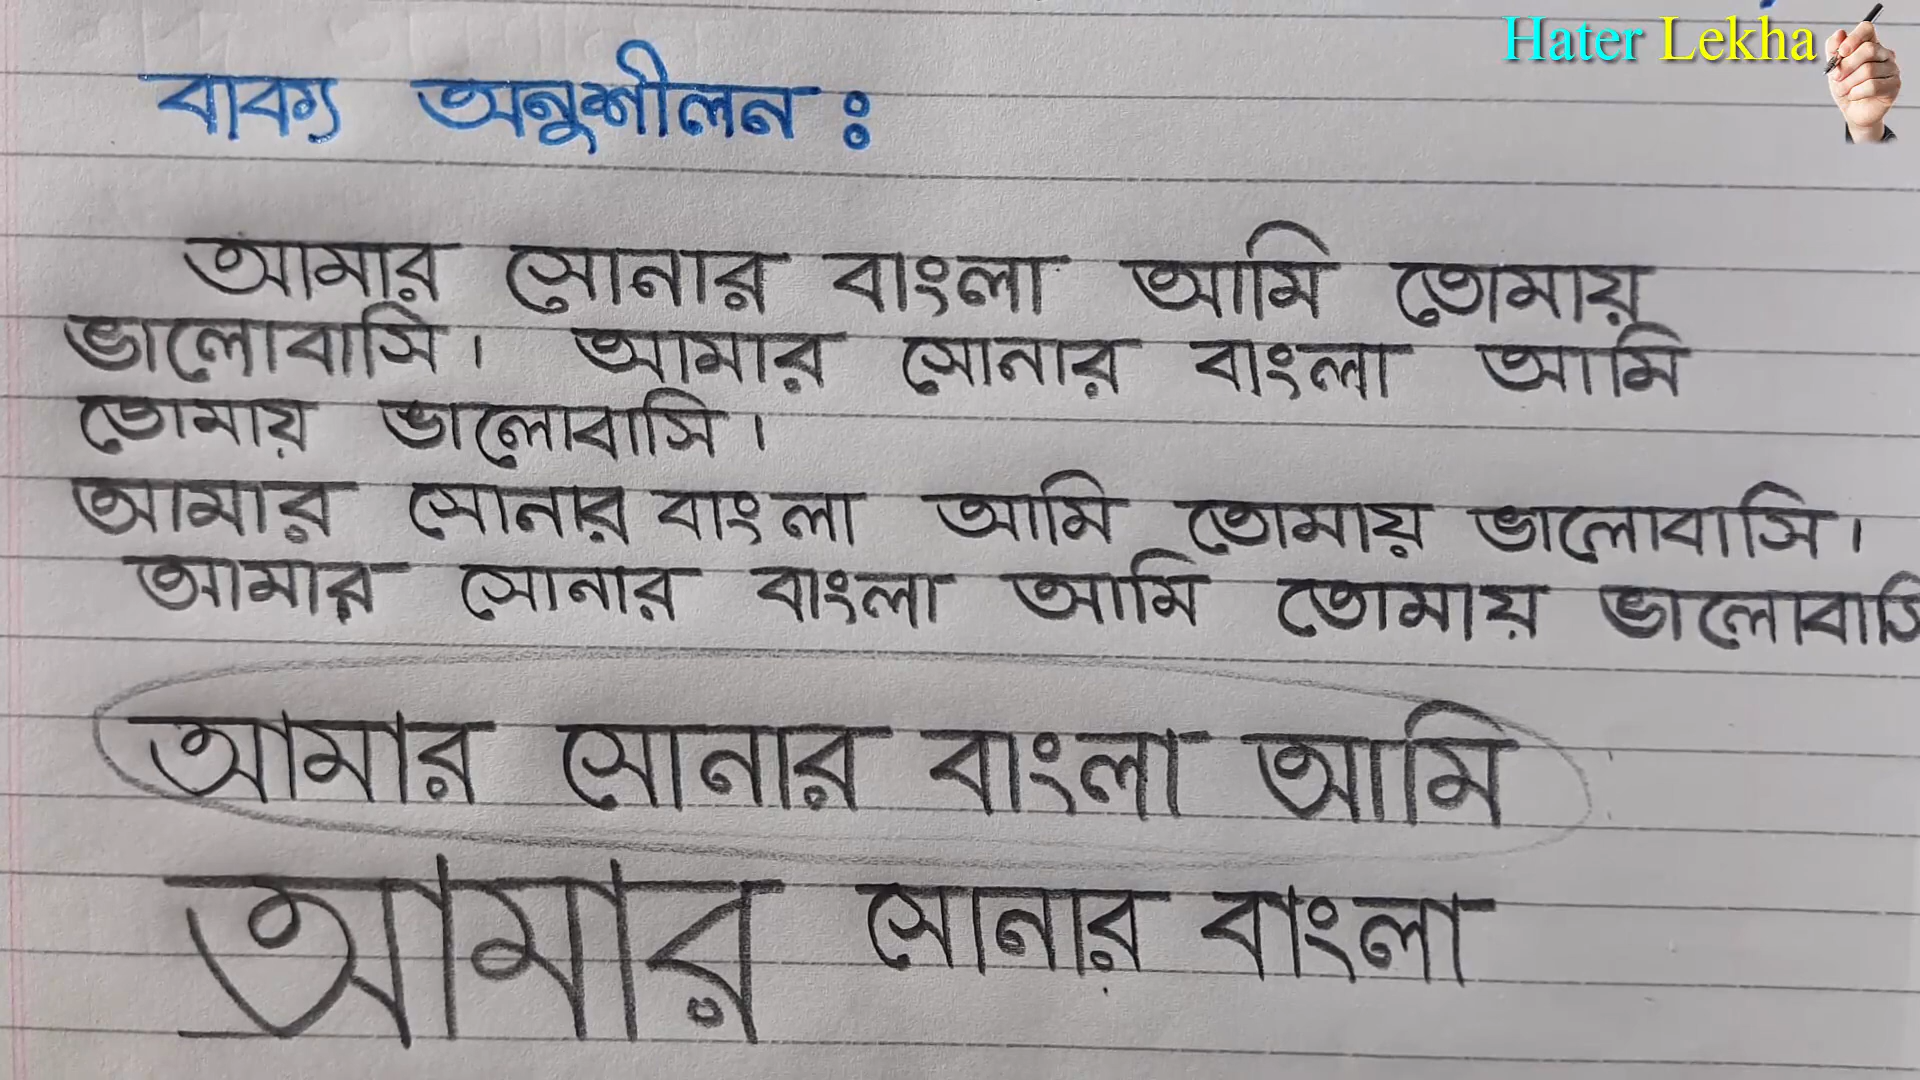 Hater Lekha
বাক্য অনুশীলন ঃ
আমার সোনার বাংলা আমি তোমায়
ভালোবাসি। আমার সোনার বাংলা আমি
তোমায় ভালোবাসি।
আমার সোনার বাংলা আমি তোমায় ভালোবাসি।
আমার সোনার বাংলা আমি তোমায় ভালোবাসি
আমার সোনার বাংলা আমি
আমার সোনার বাংলা